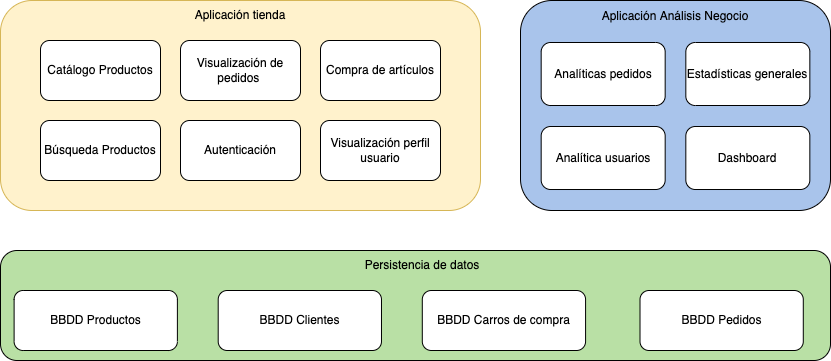 Aplicación tienda
Catálogo Productos
Visualización de
pedidos
Compra de artículos
Búsqueda Productos
Autenticación
Visualización perfil
usuario
Aplicación Análisis Negocio
Analíticas pedidos
Estadísticas generales
Analítica usuarios
Dashboard
Persistencia de datos
BBDD Productos
BBDD Clientes
BBDD Carros de compra
BBDD Pedidos